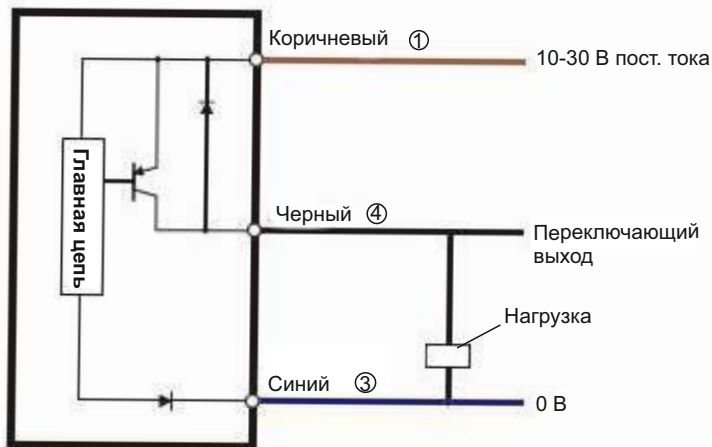 Коричневый ①
10-30 В пост. тока
Главная цепь
Черный ④
Переключающий
выход
Нагрузка
Синий ③
0 В